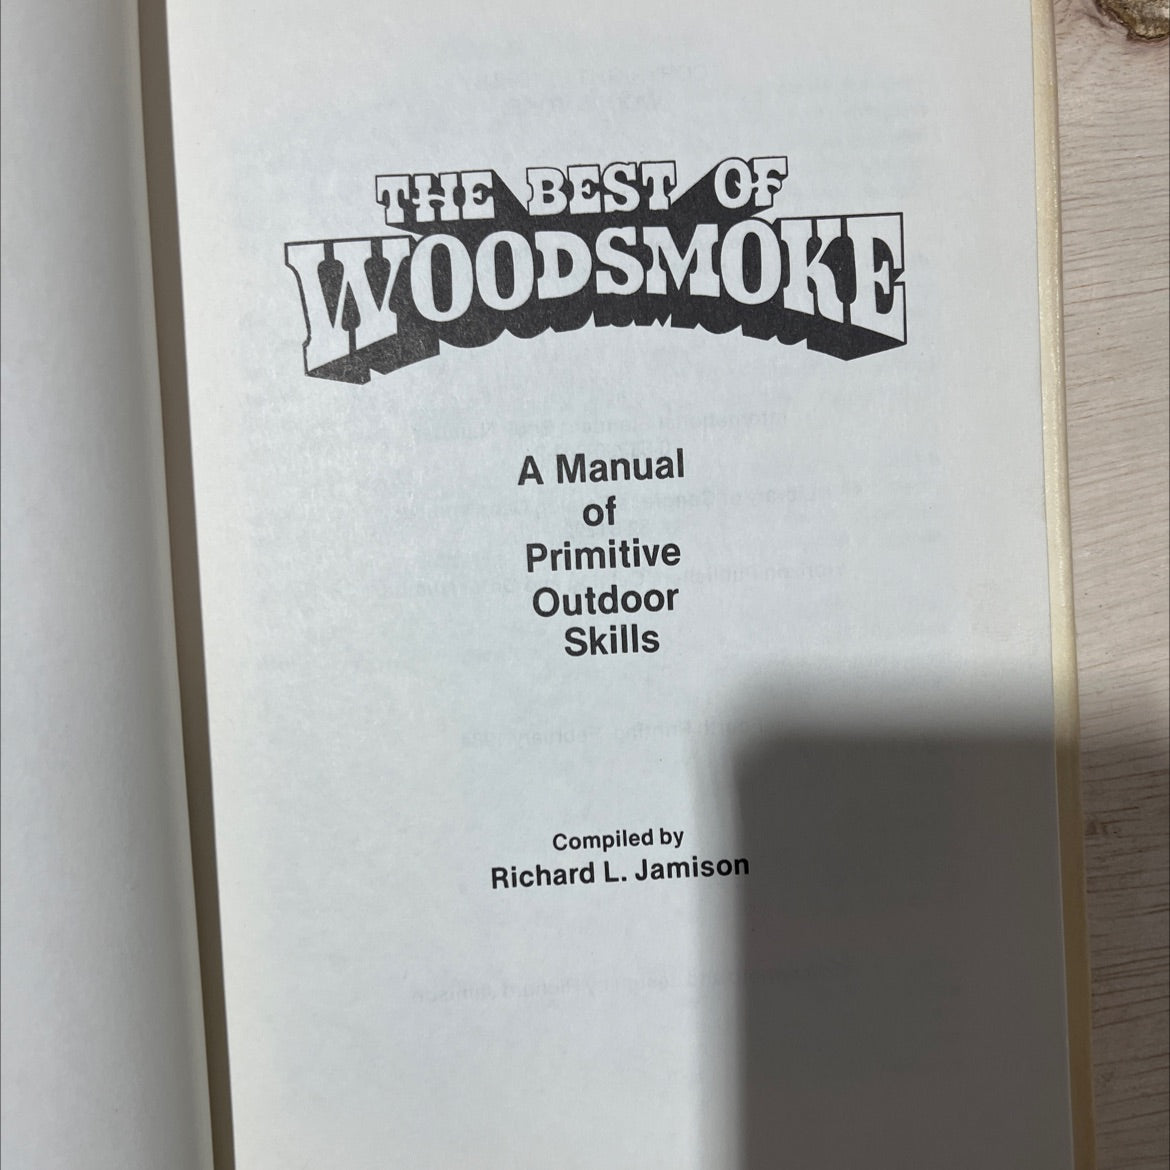 THE BEST OF
WOODSMOKE
A Manual
of
Primitive
Outdoor
Skills
Compiled by
Richard L. Jamison